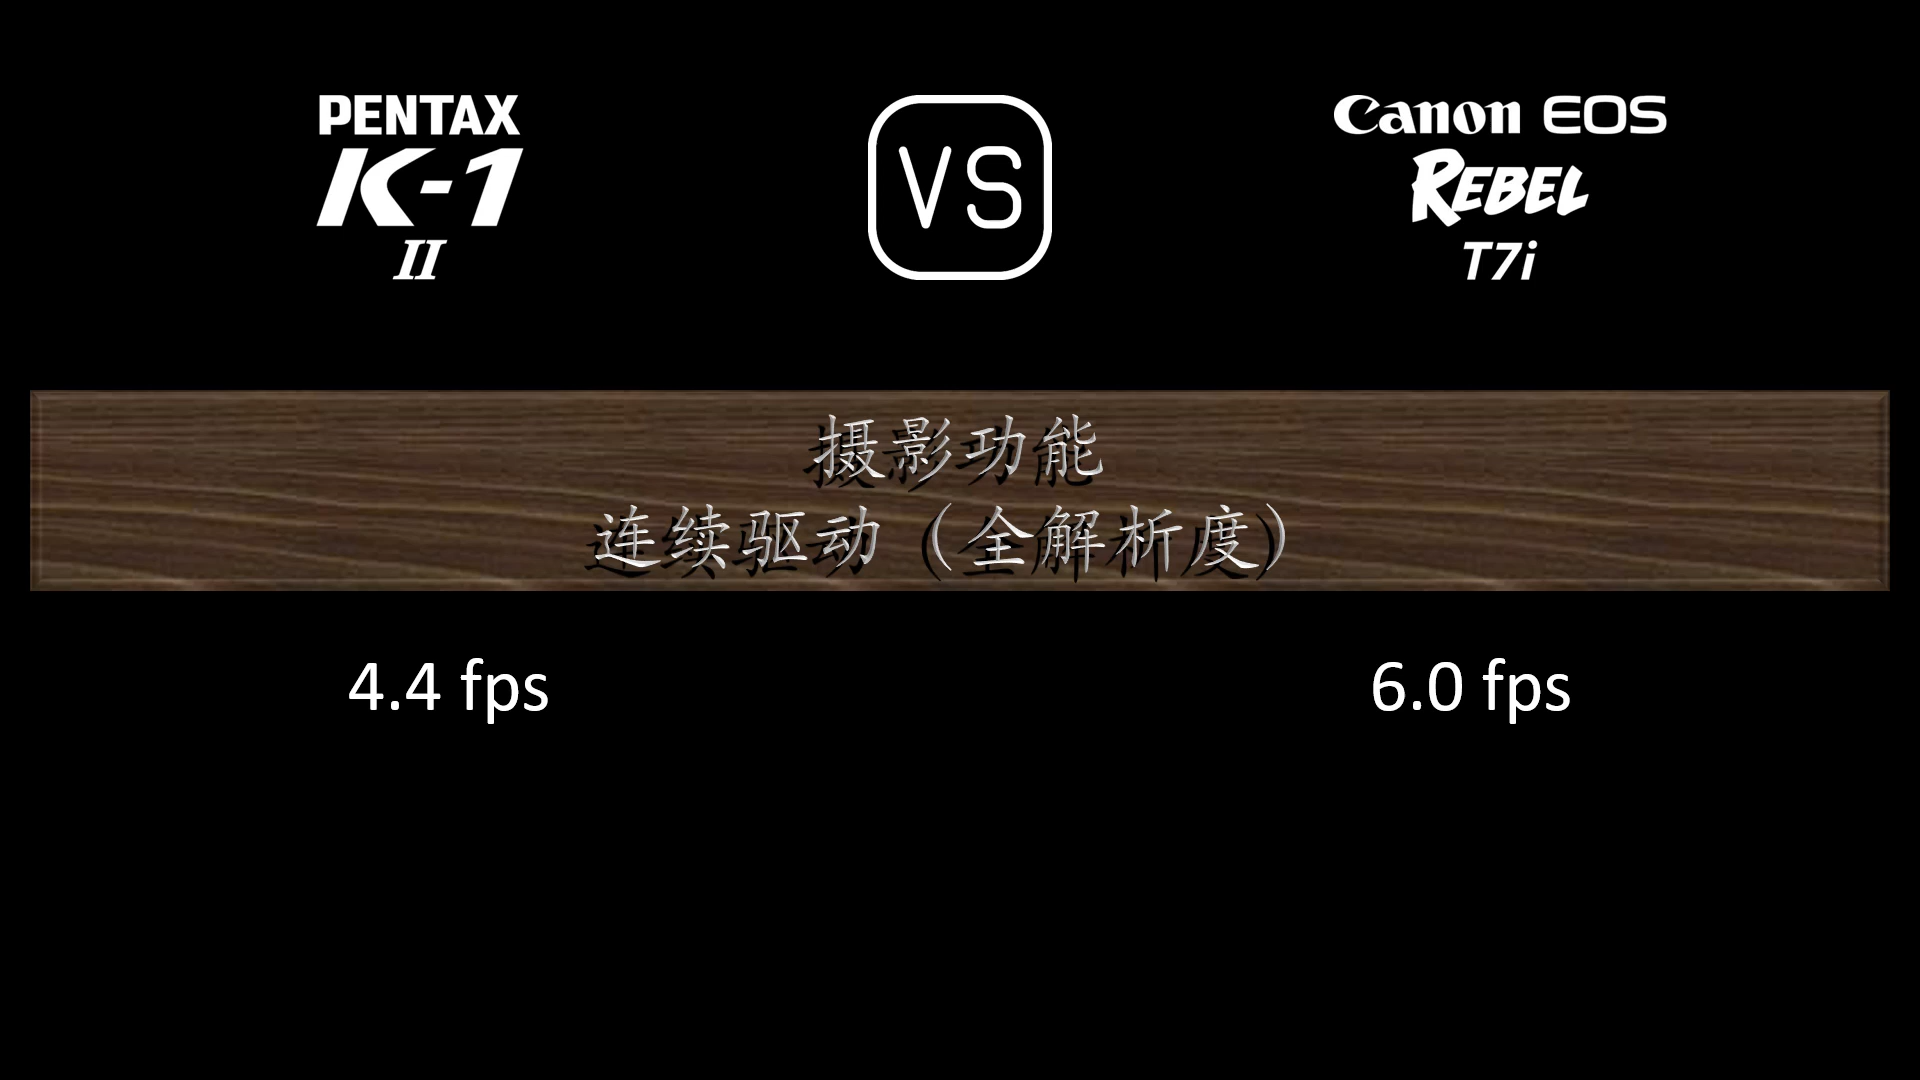 PENTAX
K-1
II
VS
Canon EOS
REBEL
T7i
摄影功能
连续驱动（全解析度）
4.4 fps
6.0 fps